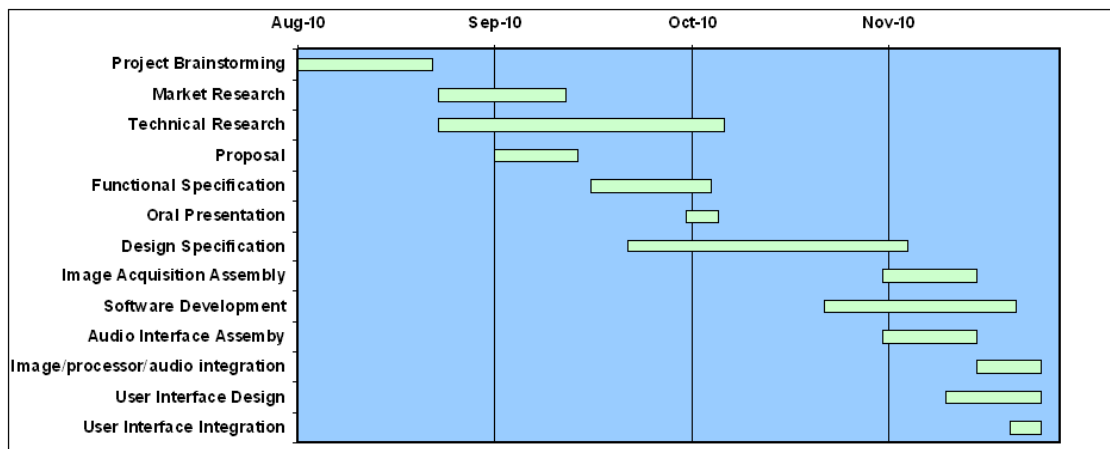 Aug-10 Sep-10 Oct-10 Nov-10
Project Brainstorming
Market Research
Technical Research
Proposal
Functional Specification
Oral Presentation
Design Specification
Image Acquisition Assembly
Software Development
Audio Interface Assemby
Image/processor/audio integration
User Interface Design
User Interface Integration